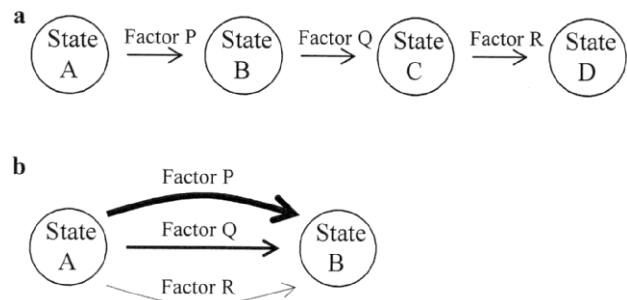 a
State A
Factor P
State B
Factor Q
State C
Factor R
State D
b
Factor P
State A
Factor Q
State B
Factor R